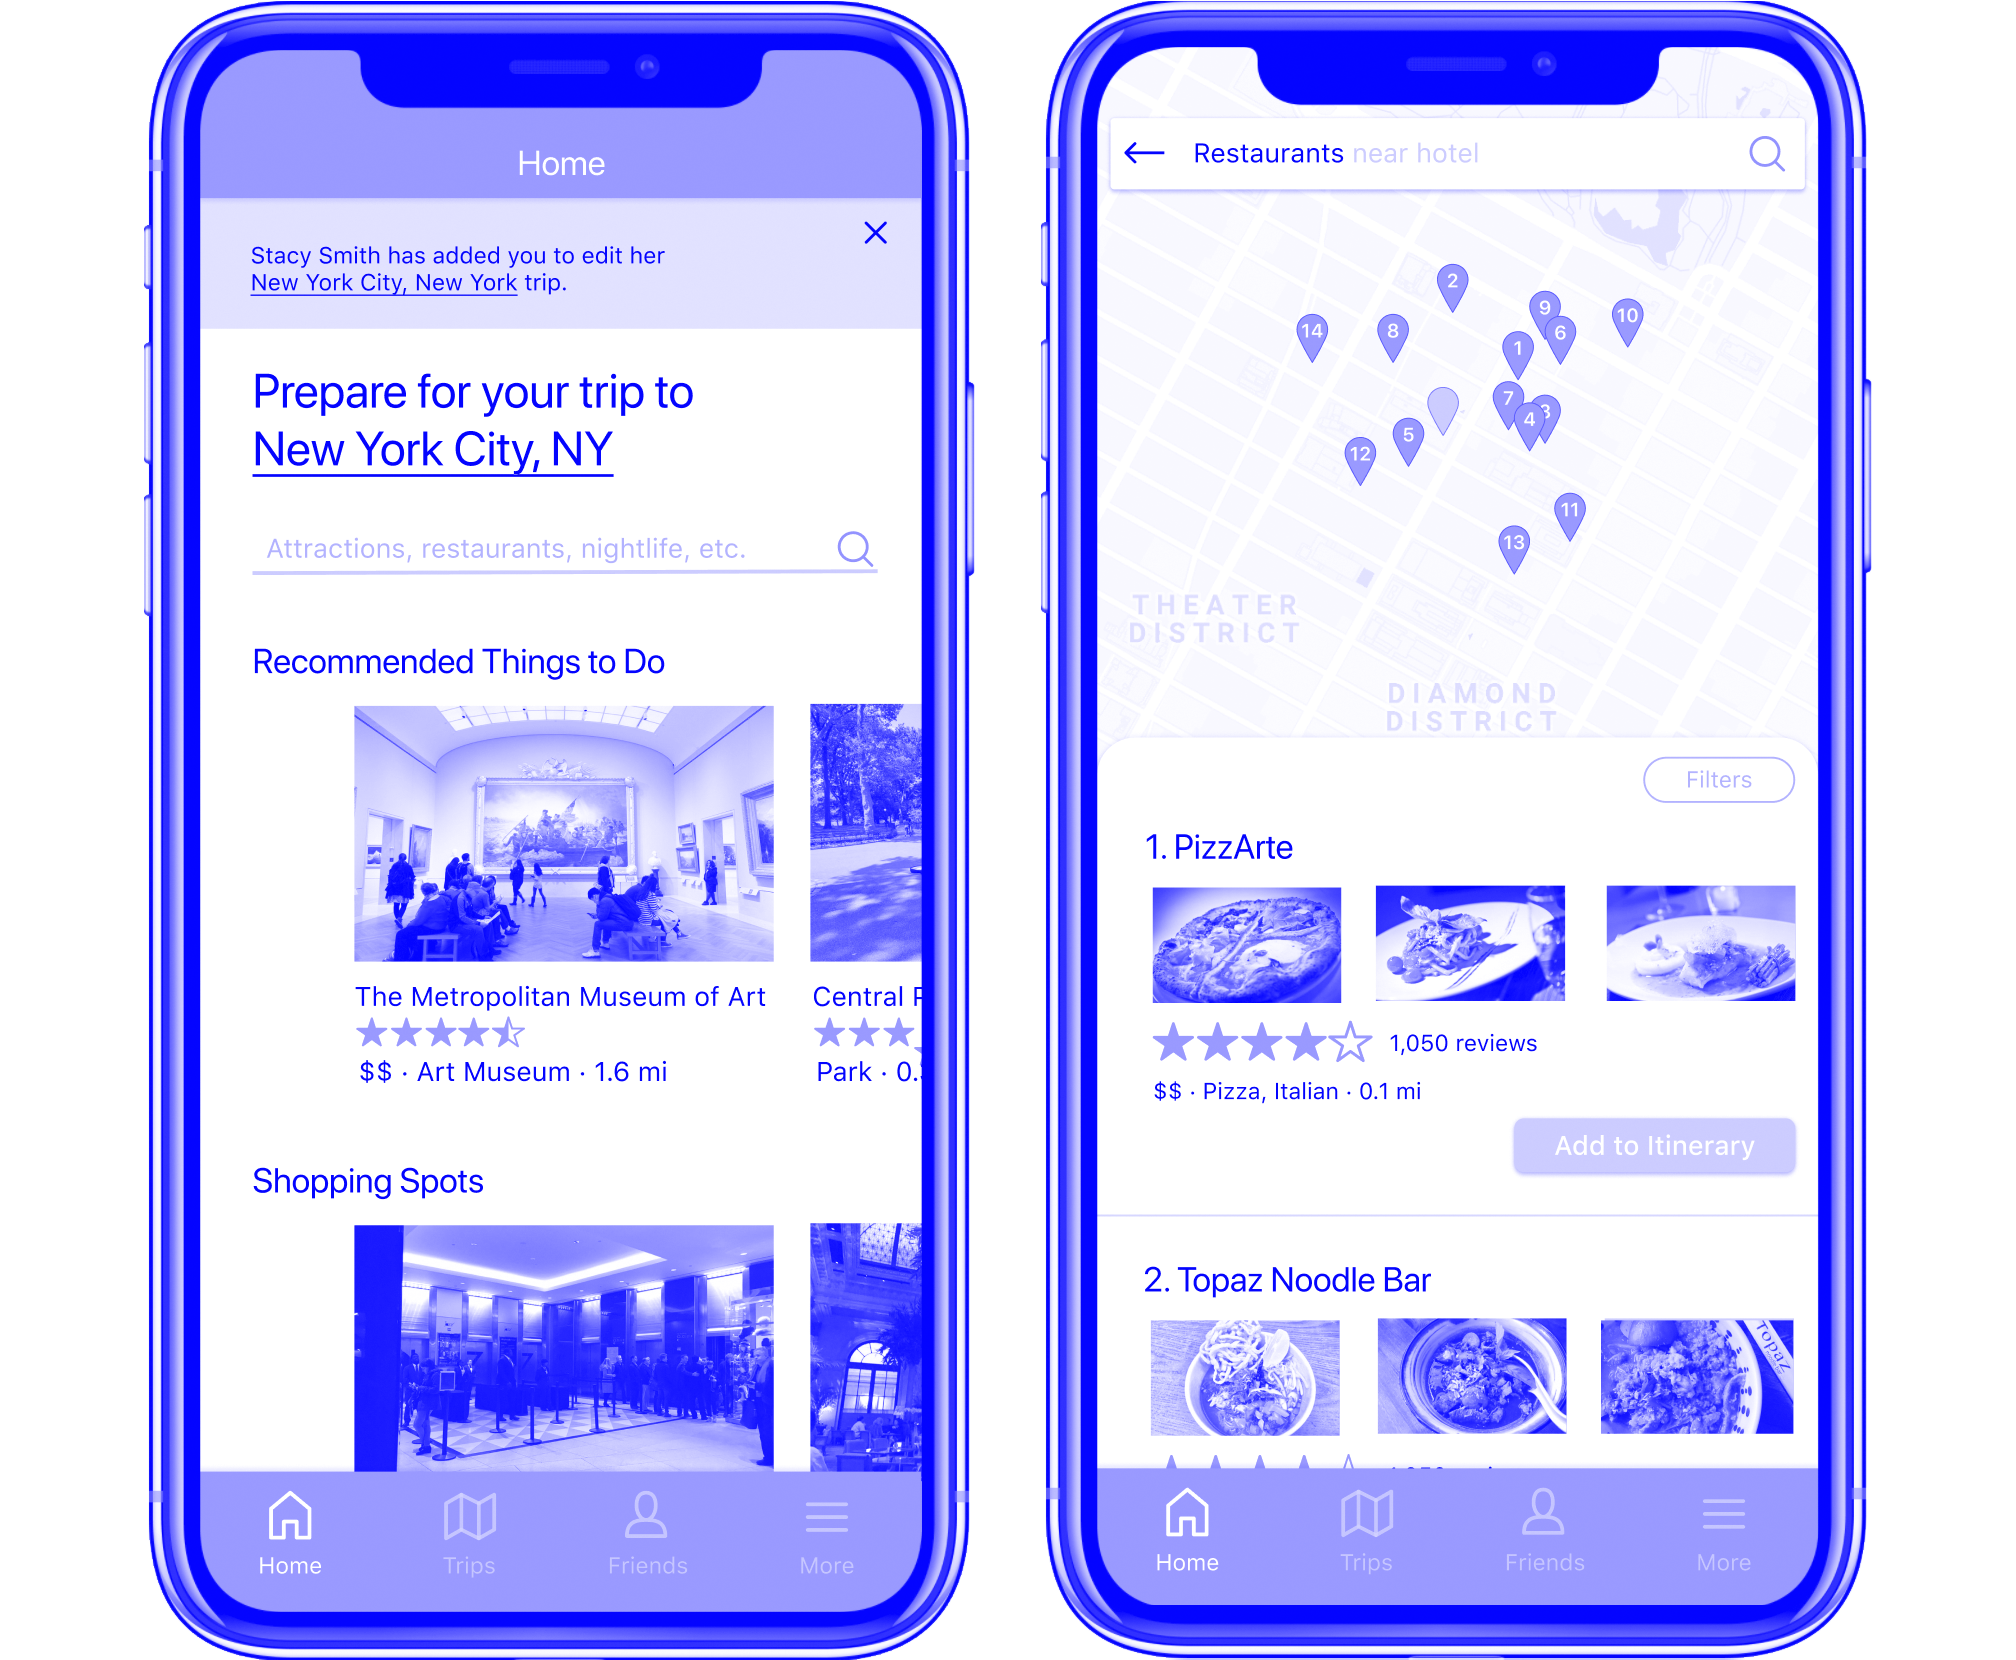 Home
Stacy Smith has added you to edit her
New York City, New York trip.
Prepare for your trip to
New York City, NY
Attractions, restaurants, nightlife, etc.
Recommended Things to Do
The Metropolitan Museum of Art
$$ · Art Museum · 1.6 mi
Central
Park · 0.
Shopping Spots
Home
Trips
Friends
More
Restaurants near hotel
2
9
10
14
8
6
1
7
3
4
5
12
11
13
THEATER
DISTRICT
DIAMOND
DISTRICT
Filters
1. PizzArte
1,050 reviews
$$ · Pizza, Italian · 0.1 mi
Add to Itinerary
2. Topaz Noodle Bar
Topaz
Home
Trips
Friends
More